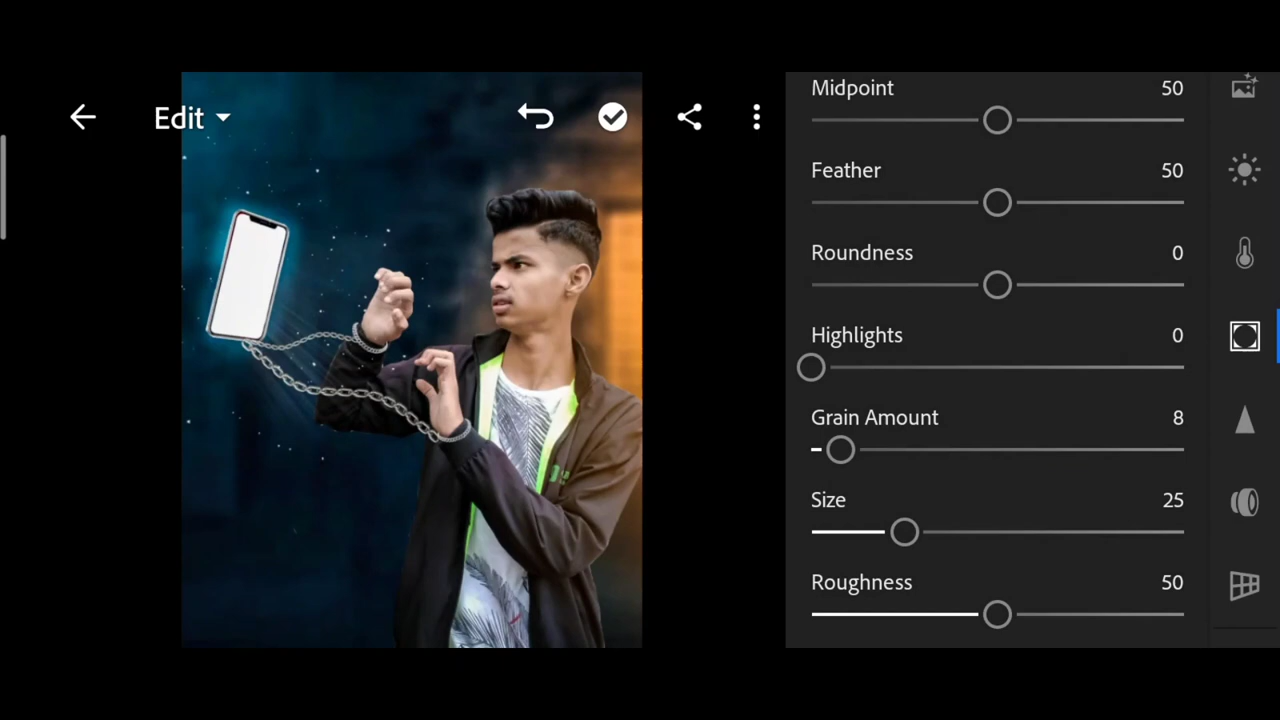 Edit
Midpoint 50
Feather 50
Roundness 0
Highlights 0
Grain Amount 8
Size 25
Roughness 50